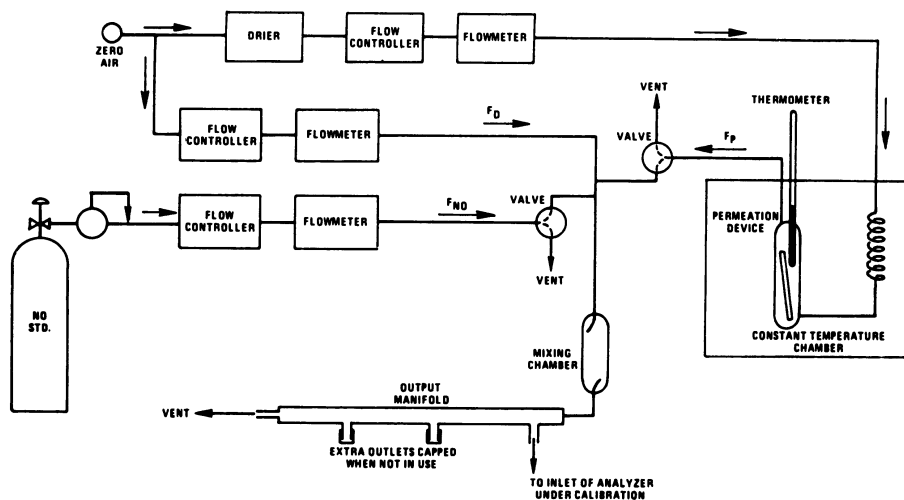 ZERO
AIR
DRIER
FLOW
CONTROLLER
FLOWMETER
VENT
THERMOMETER
FLOW
CONTROLLER
FLOWMETER
FD
VALVE
FP
NO
STD.
FLOW
CONTROLLER
FLOWMETER
FNO
VALVE
VENT
PERMEATION
DEVICE
CONSTANT TEMPERATURE
CHAMBER
MIXING
CHAMBER
OUTPUT
MANIFOLD
VENT
EXTRA OUTLETS CAPPED
WHEN NOT IN USE
TO INLET OF ANALYZER
UNDER CALIBRATION